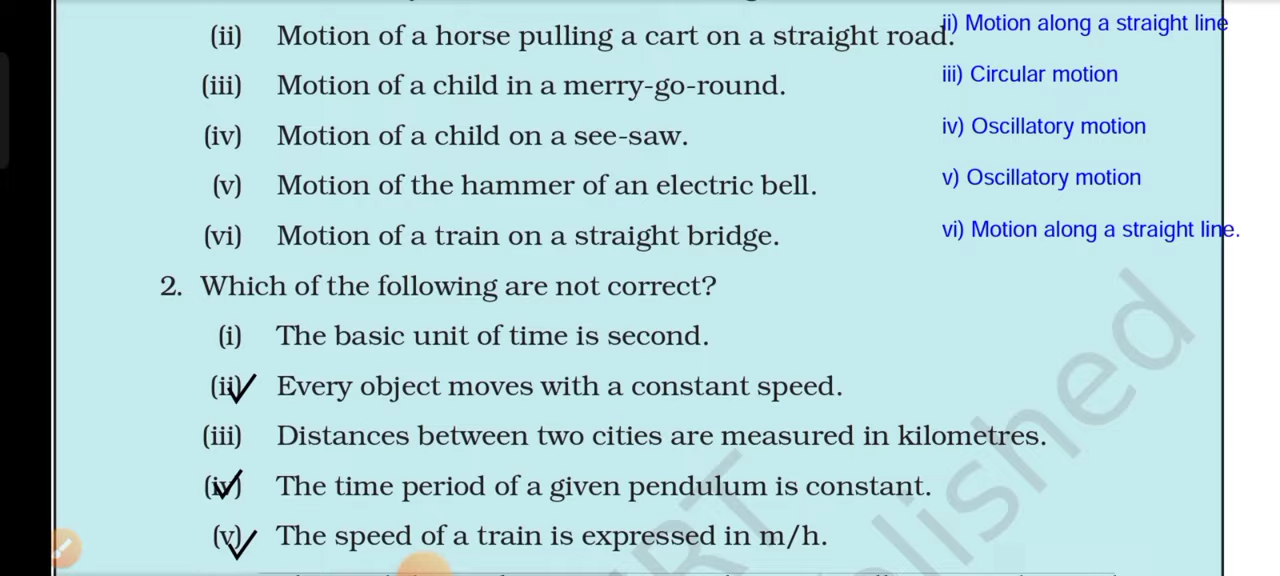 (ii) Motion of a horse pulling a cart on a straight road.
ii) Motion along a straight line
(iii) Motion of a child in a merry-go-round.
iii) Circular motion
(iv) Motion of a child on a see-saw.
iv) Oscillatory motion
(v) Motion of the hammer of an electric bell.
v) Oscillatory motion
(vi) Motion of a train on a straight bridge.
vi) Motion along a straight line.
2. Which of the following are not correct?
(i) The basic unit of time is second.
(ii) Every object moves with a constant speed.
(iii) Distances between two cities are measured in kilometres.
(iv) The time period of a given pendulum is constant.
(v) The speed of a train is expressed in m/h.